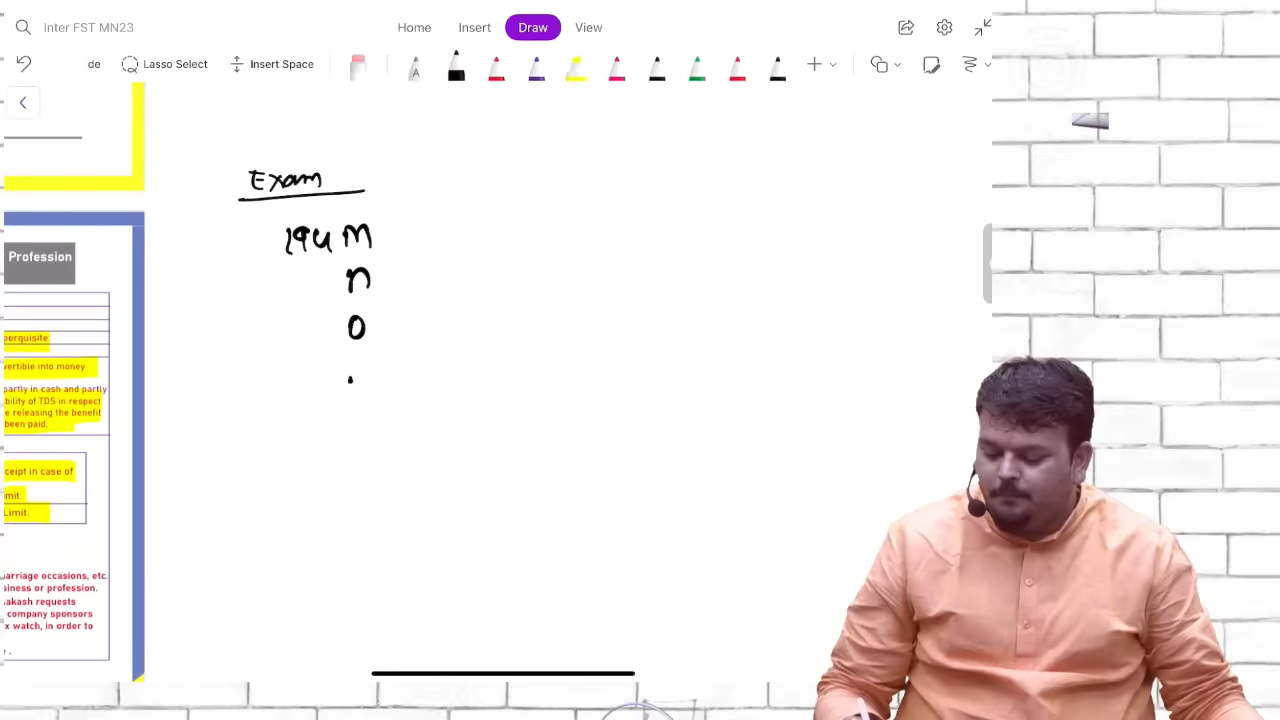 Inter FST MN23
Home Insert Draw View
de Lasso Select Insert Space
A
Profession
perquisite
vertible into money
partly in cash and partly
bility of TDS in respect
e releasing the benefit
been paid.
ceipt in case of
mit.
Limit.
arriage occasions, etc.
siness or profession.
akash requests
company sponsors
x watch, in order to
Exam
194 M
n
O